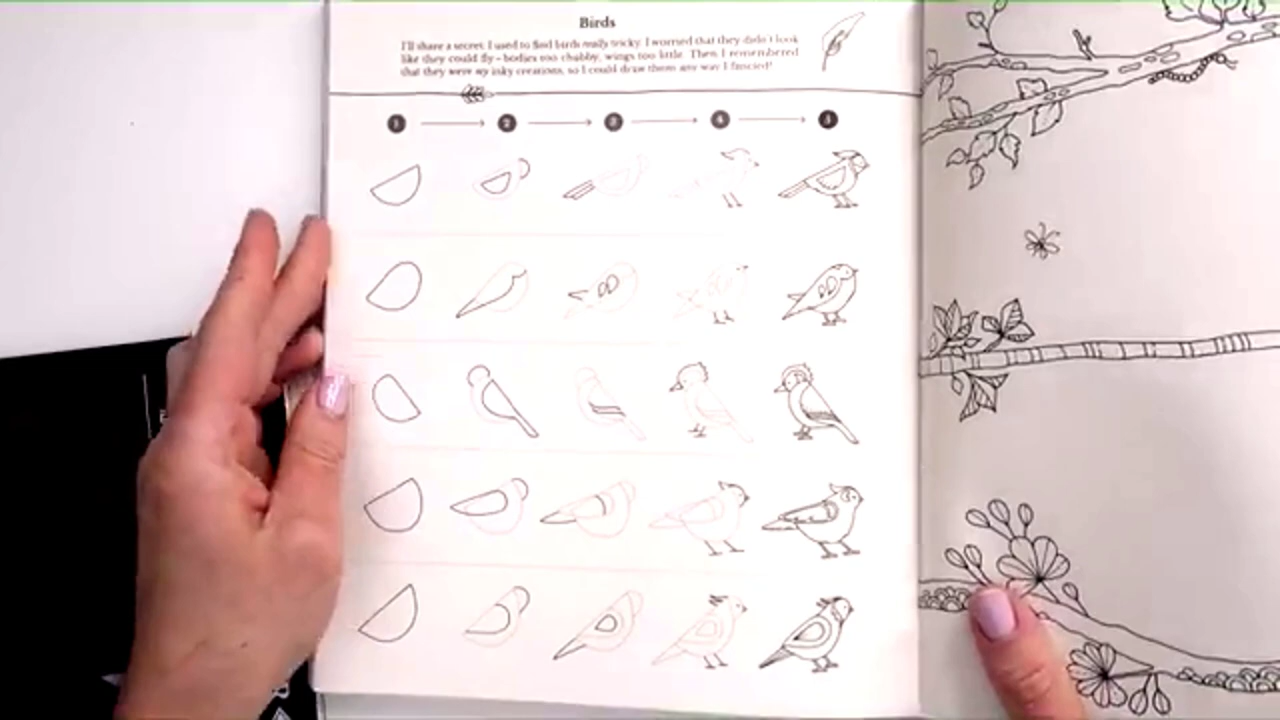 Birds
I'll share a secret. I used to find birds really tricky. I worried that they didn't look
like they could fly – bodies too chubby, wings too little. Then I remembered
that they were my inky creations, so I could draw them any way I fancied!
1 2 3 4 5